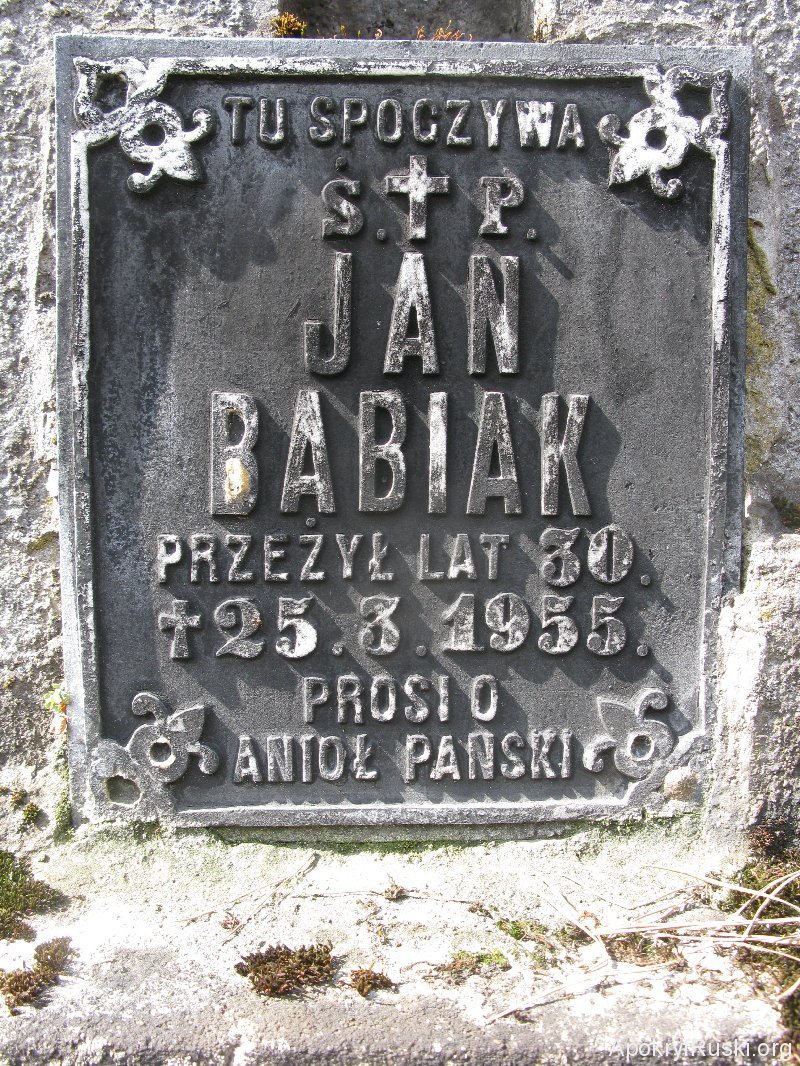 TU SPOCZYWA
Ś. ✝ P.
JAN
BABIAK
PRZEŻYŁ LAT 30.
✝ 25.3.1955.
PROSI O
ANIOŁ PAŃSKI
ApokryfRuski.org